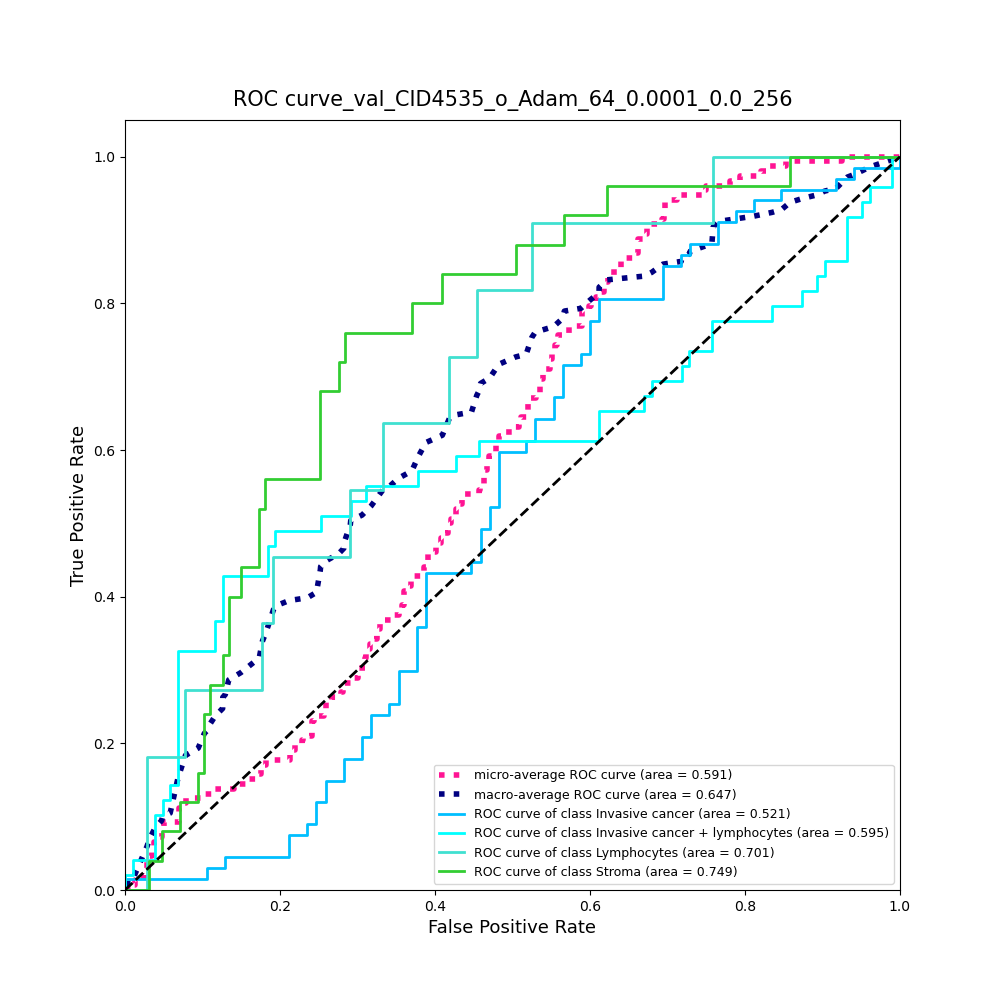 ROC curve_val_CID4535_o_Adam_64_0.0001_0.0_256
True Positive Rate
1.0
0.8
0.6
0.4
0.2
0.0
micro-average ROC curve (area = 0.591)
macro-average ROC curve (area = 0.647)
ROC curve of class Invasive cancer (area = 0.521)
ROC curve of class Invasive cancer + lymphocytes (area = 0.595)
ROC curve of class Lymphocytes (area = 0.701)
ROC curve of class Stroma (area = 0.749)
0.0 0.2 0.4 0.6 0.8 1.0
False Positive Rate